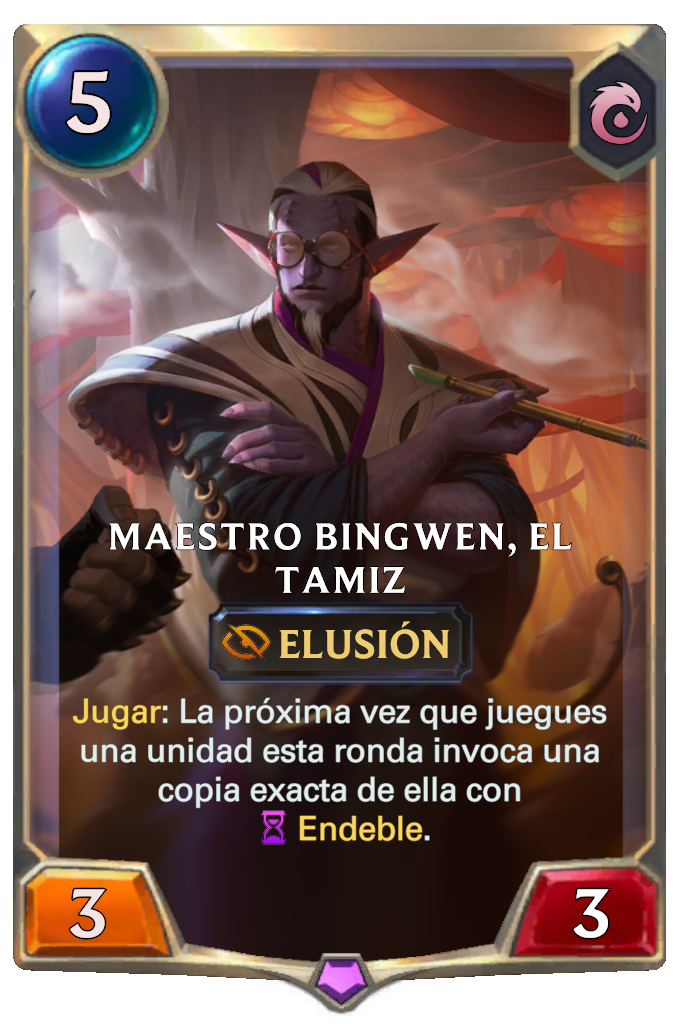 5
MAESTRO BINGWEN, EL
TAMIZ
ELUSIÓN
Jugar: La próxima vez que juegues
una unidad esta ronda invoca una
copia exacta de ella con
Endeble.
3
3